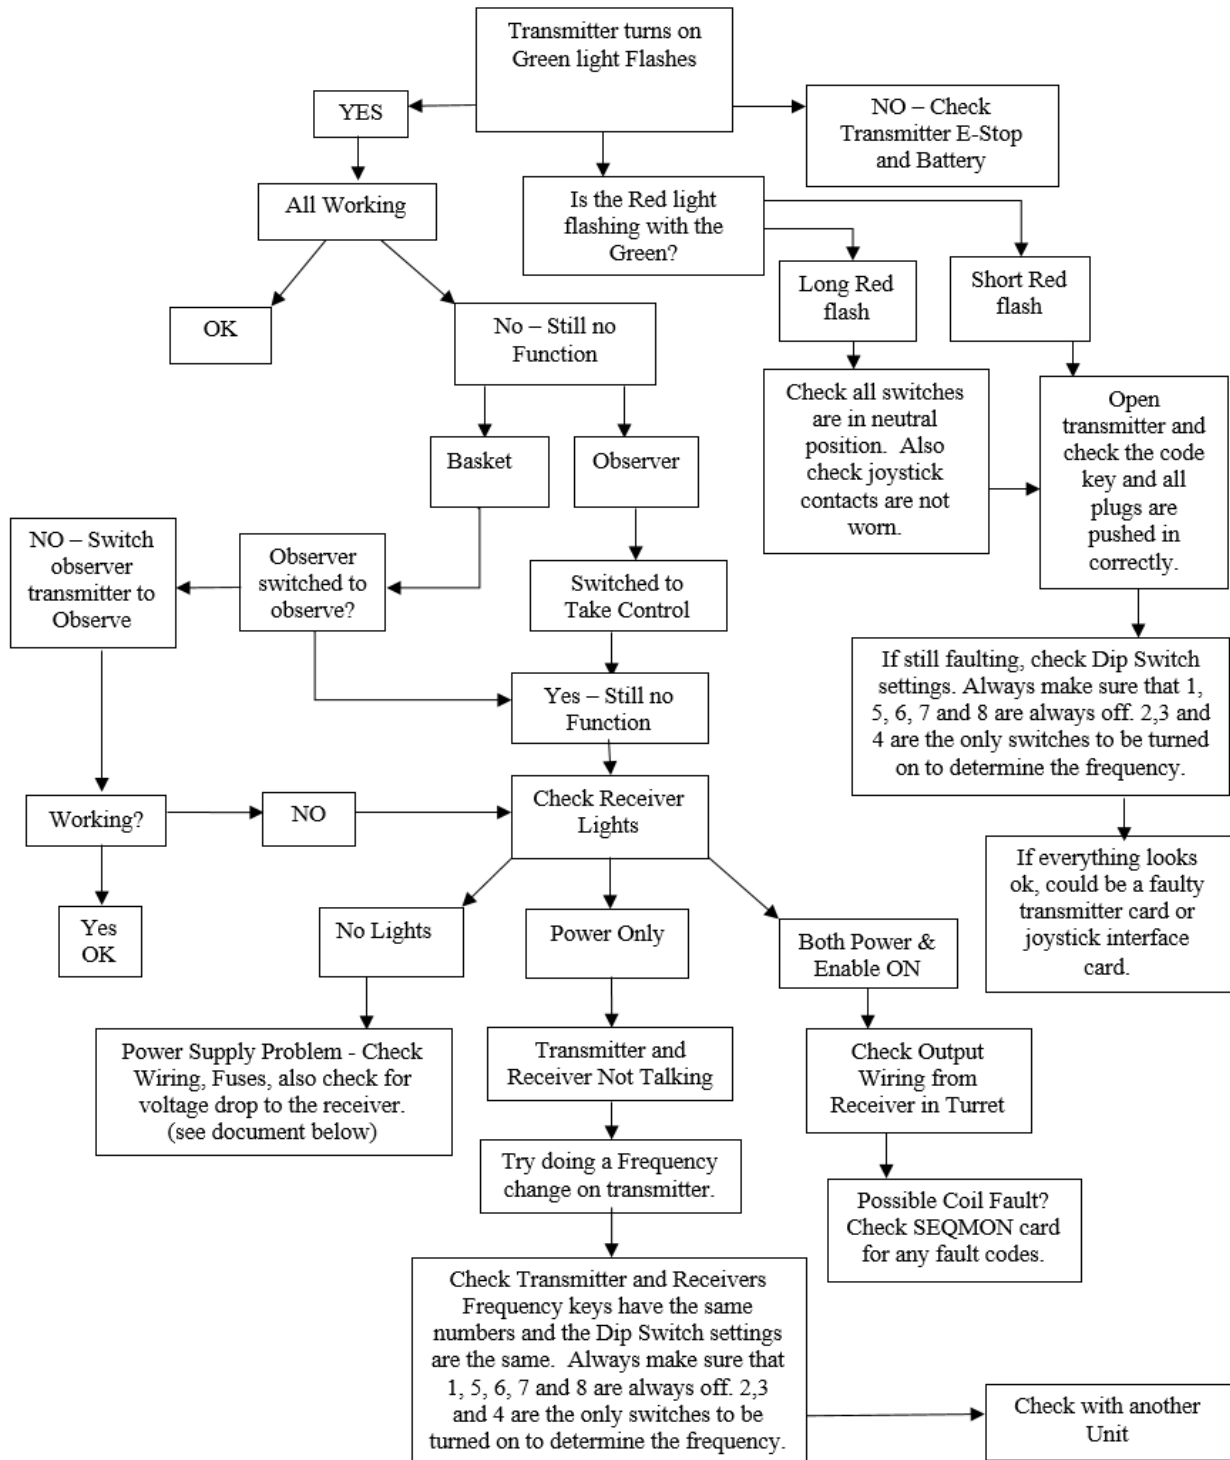 Transmitter turns on
Green light Flashes
YES
NO – Check
Transmitter E-Stop
and Battery
All Working
Is the Red light
flashing with the
Green?
OK
No – Still no
Function
Long Red
flash
Short Red
flash
Basket
Observer
Check all switches
are in neutral
position.  Also
check joystick
contacts are not
worn.
Open
transmitter and
check the code
key and all
plugs are
pushed in
correctly.
NO – Switch
observer
transmitter to
Observe
Observer
switched to
observe?
Switched to
Take Control
Yes – Still no
Function
If still faulting, check Dip Switch
settings. Always make sure that 1,
5, 6, 7 and 8 are always off. 2,3 and
4 are the only switches to be turned
on to determine the frequency.
Working?
NO
Check Receiver
Lights
If everything looks
ok, could be a faulty
transmitter card or
joystick interface
card.
Yes
OK
No Lights
Power Only
Both Power &
Enable ON
Power Supply Problem - Check
Wiring, Fuses, also check for
voltage drop to the receiver.
(see document below)
Transmitter and
Receiver Not Talking
Check Output
Wiring from
Receiver in Turret
Try doing a Frequency
change on transmitter.
Possible Coil Fault?
Check SEQMON card
for any fault codes.
Check Transmitter and Receivers
Frequency keys have the same
numbers and the Dip Switch settings
are the same.  Always make sure that
1, 5, 6, 7 and 8 are always off. 2,3
and 4 are the only switches to be
turned on to determine the frequency.
Check with another
Unit